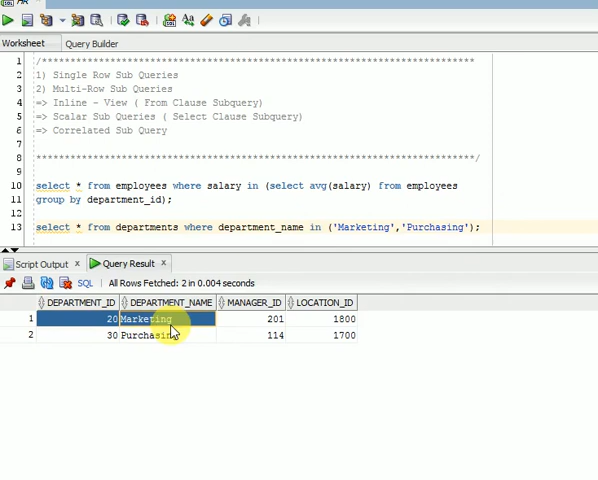 HR
Worksheet Query Builder
1 /****************************************************************************
2 1) Single Row Sub Queries
3 2) Multi-Row Sub Queries
4 => Inline - View ( From Clause Subquery)
5 => Scalar Sub Queries ( Select Clause Subquery)
6 => Correlated Sub Query
7
8 ****************************************************************************/
9
10 select * from employees where salary in (select avg(salary) from employees
11 group by department_id);
12
13 select * from departments where department_name in ('Marketing','Purchasing');
Script Output × Query Result ×
SQL All Rows Fetched: 2 in 0.004 seconds
DEPARTMENT_ID DEPARTMENT_NAME MANAGER_ID LOCATION_ID
1 20 Marketing 201 1800
2 30 Purchasing 114 1700